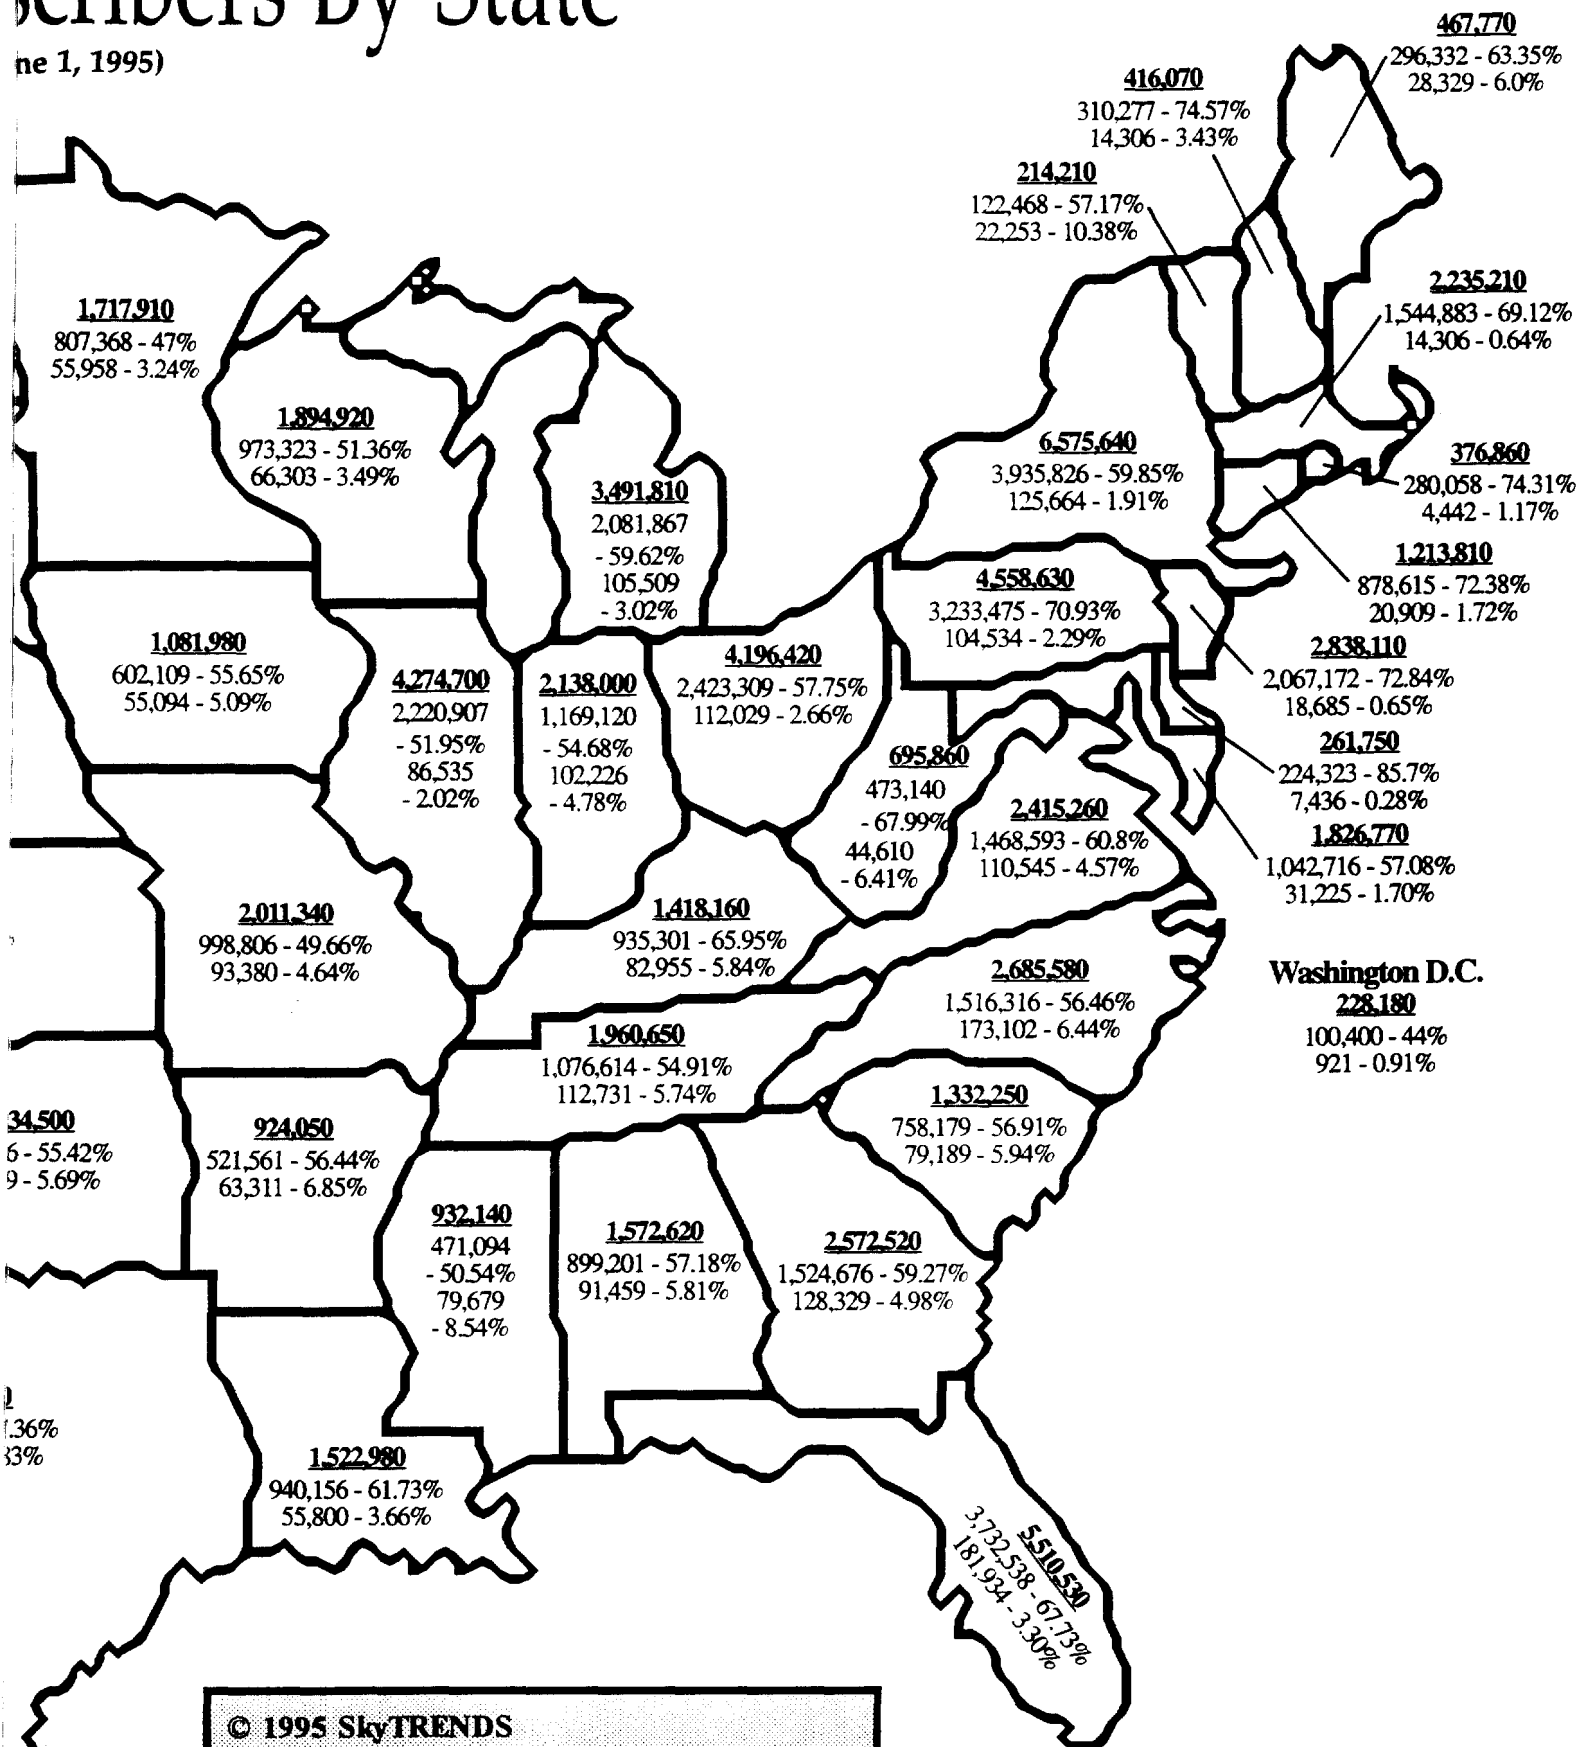 scribers By State
ne 1, 1995)
467,770
296,332 - 63.35%
28,329 - 6.0%
416,070
310,277 - 74.57%
14,306 - 3.43%
214,210
122,468 - 57.17%
22,253 - 10.38%
2,235,210
1,544,883 - 69.12%
14,306 - 0.64%
1,717,910
807,368 - 47%
55,958 - 3.24%
1,894,920
973,323 - 51.36%
66,303 - 3.49%
3,491,810
2,081,867
- 59.62%
105,509
- 3.02%
6,575,640
3,935,826 - 59.85%
125,664 - 1.91%
376,860
280,058 - 74.31%
4,442 - 1.17%
1,213,810
878,615 - 72.38%
20,909 - 1.72%
4,558,630
3,233,475 - 70.93%
104,534 - 2.29%
2,838,110
2,067,172 - 72.84%
18,685 - 0.65%
1,081,980
602,109 - 55.65%
55,094 - 5.09%
4,274,700
2,220,907
- 51.95%
86,535
- 2.02%
2,138,000
1,169,120
- 54.68%
102,226
- 4.78%
4,196,420
2,423,309 - 57.75%
112,029 - 2.66%
695,860
473,140
- 67.99%
44,610
- 6.41%
261,750
224,323 - 85.7%
7,436 - 0.28%
2,415,260
1,468,593 - 60.8%
110,545 - 4.57%
1,826,770
1,042,716 - 57.08%
31,225 - 1.70%
2,011,340
998,806 - 49.66%
93,380 - 4.64%
1,418,160
935,301 - 65.95%
82,955 - 5.84%
2,685,580
1,516,316 - 56.46%
173,102 - 6.44%
Washington D.C.
228,180
100,400 - 44%
921 - 0.91%
1,960,650
1,076,614 - 54.91%
112,731 - 5.74%
34,500
6 - 55.42%
9 - 5.69%
924,050
521,561 - 56.44%
63,311 - 6.85%
1,332,250
758,179 - 56.91%
79,189 - 5.94%
932,140
471,094
- 50.54%
79,679
- 8.54%
1,572,620
899,201 - 57.18%
91,459 - 5.81%
2,572,520
1,524,676 - 59.27%
128,329 - 4.98%
.36%
33%
1,522,980
940,156 - 61.73%
55,800 - 3.66%
5,510,530
3,732,538 - 67.73%
181,934 - 3.30%
© 1995 SkyTRENDS